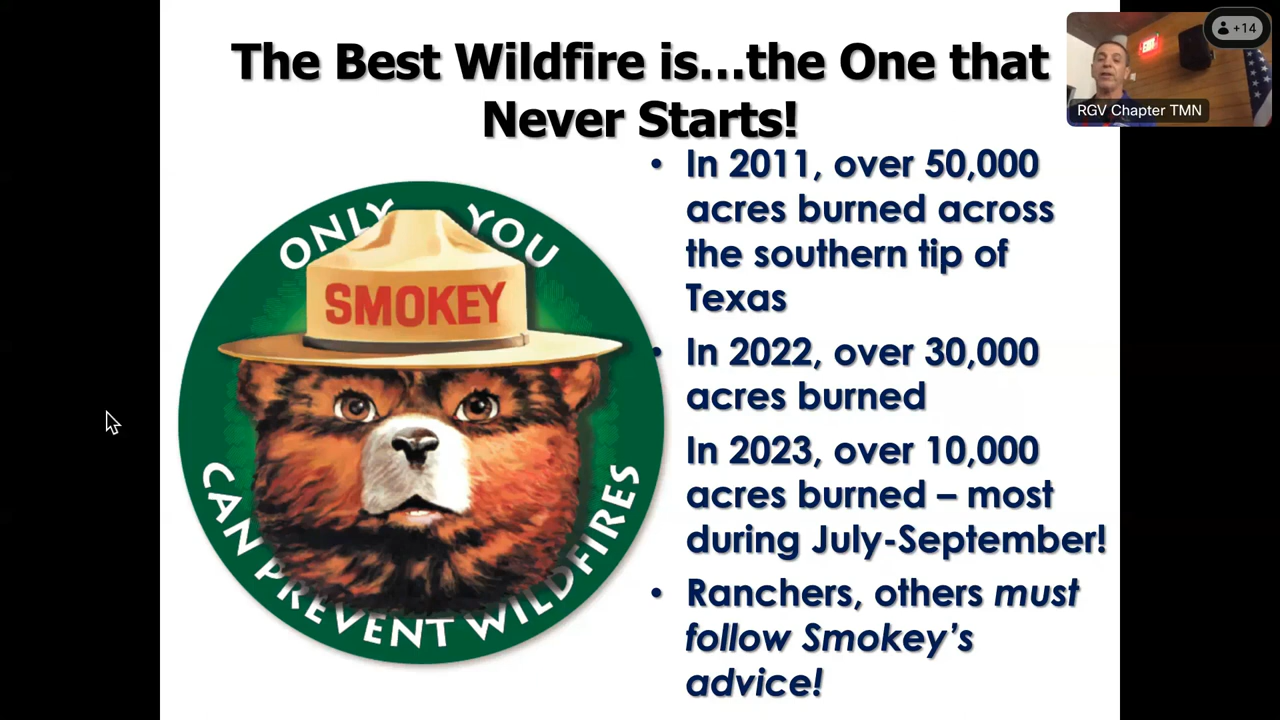 The Best Wildfire is...the One that
Never Starts!
+14
EXIT
RGV Chapter TMN
ONLY YOU
SMOKEY
CAN PREVENT WILDFIRES
• In 2011, over 50,000
acres burned across
the southern tip of
Texas
• In 2022, over 30,000
acres burned
In 2023, over 10,000
acres burned – most
during July-September!
• Ranchers, others must
follow Smokey’s
advice!